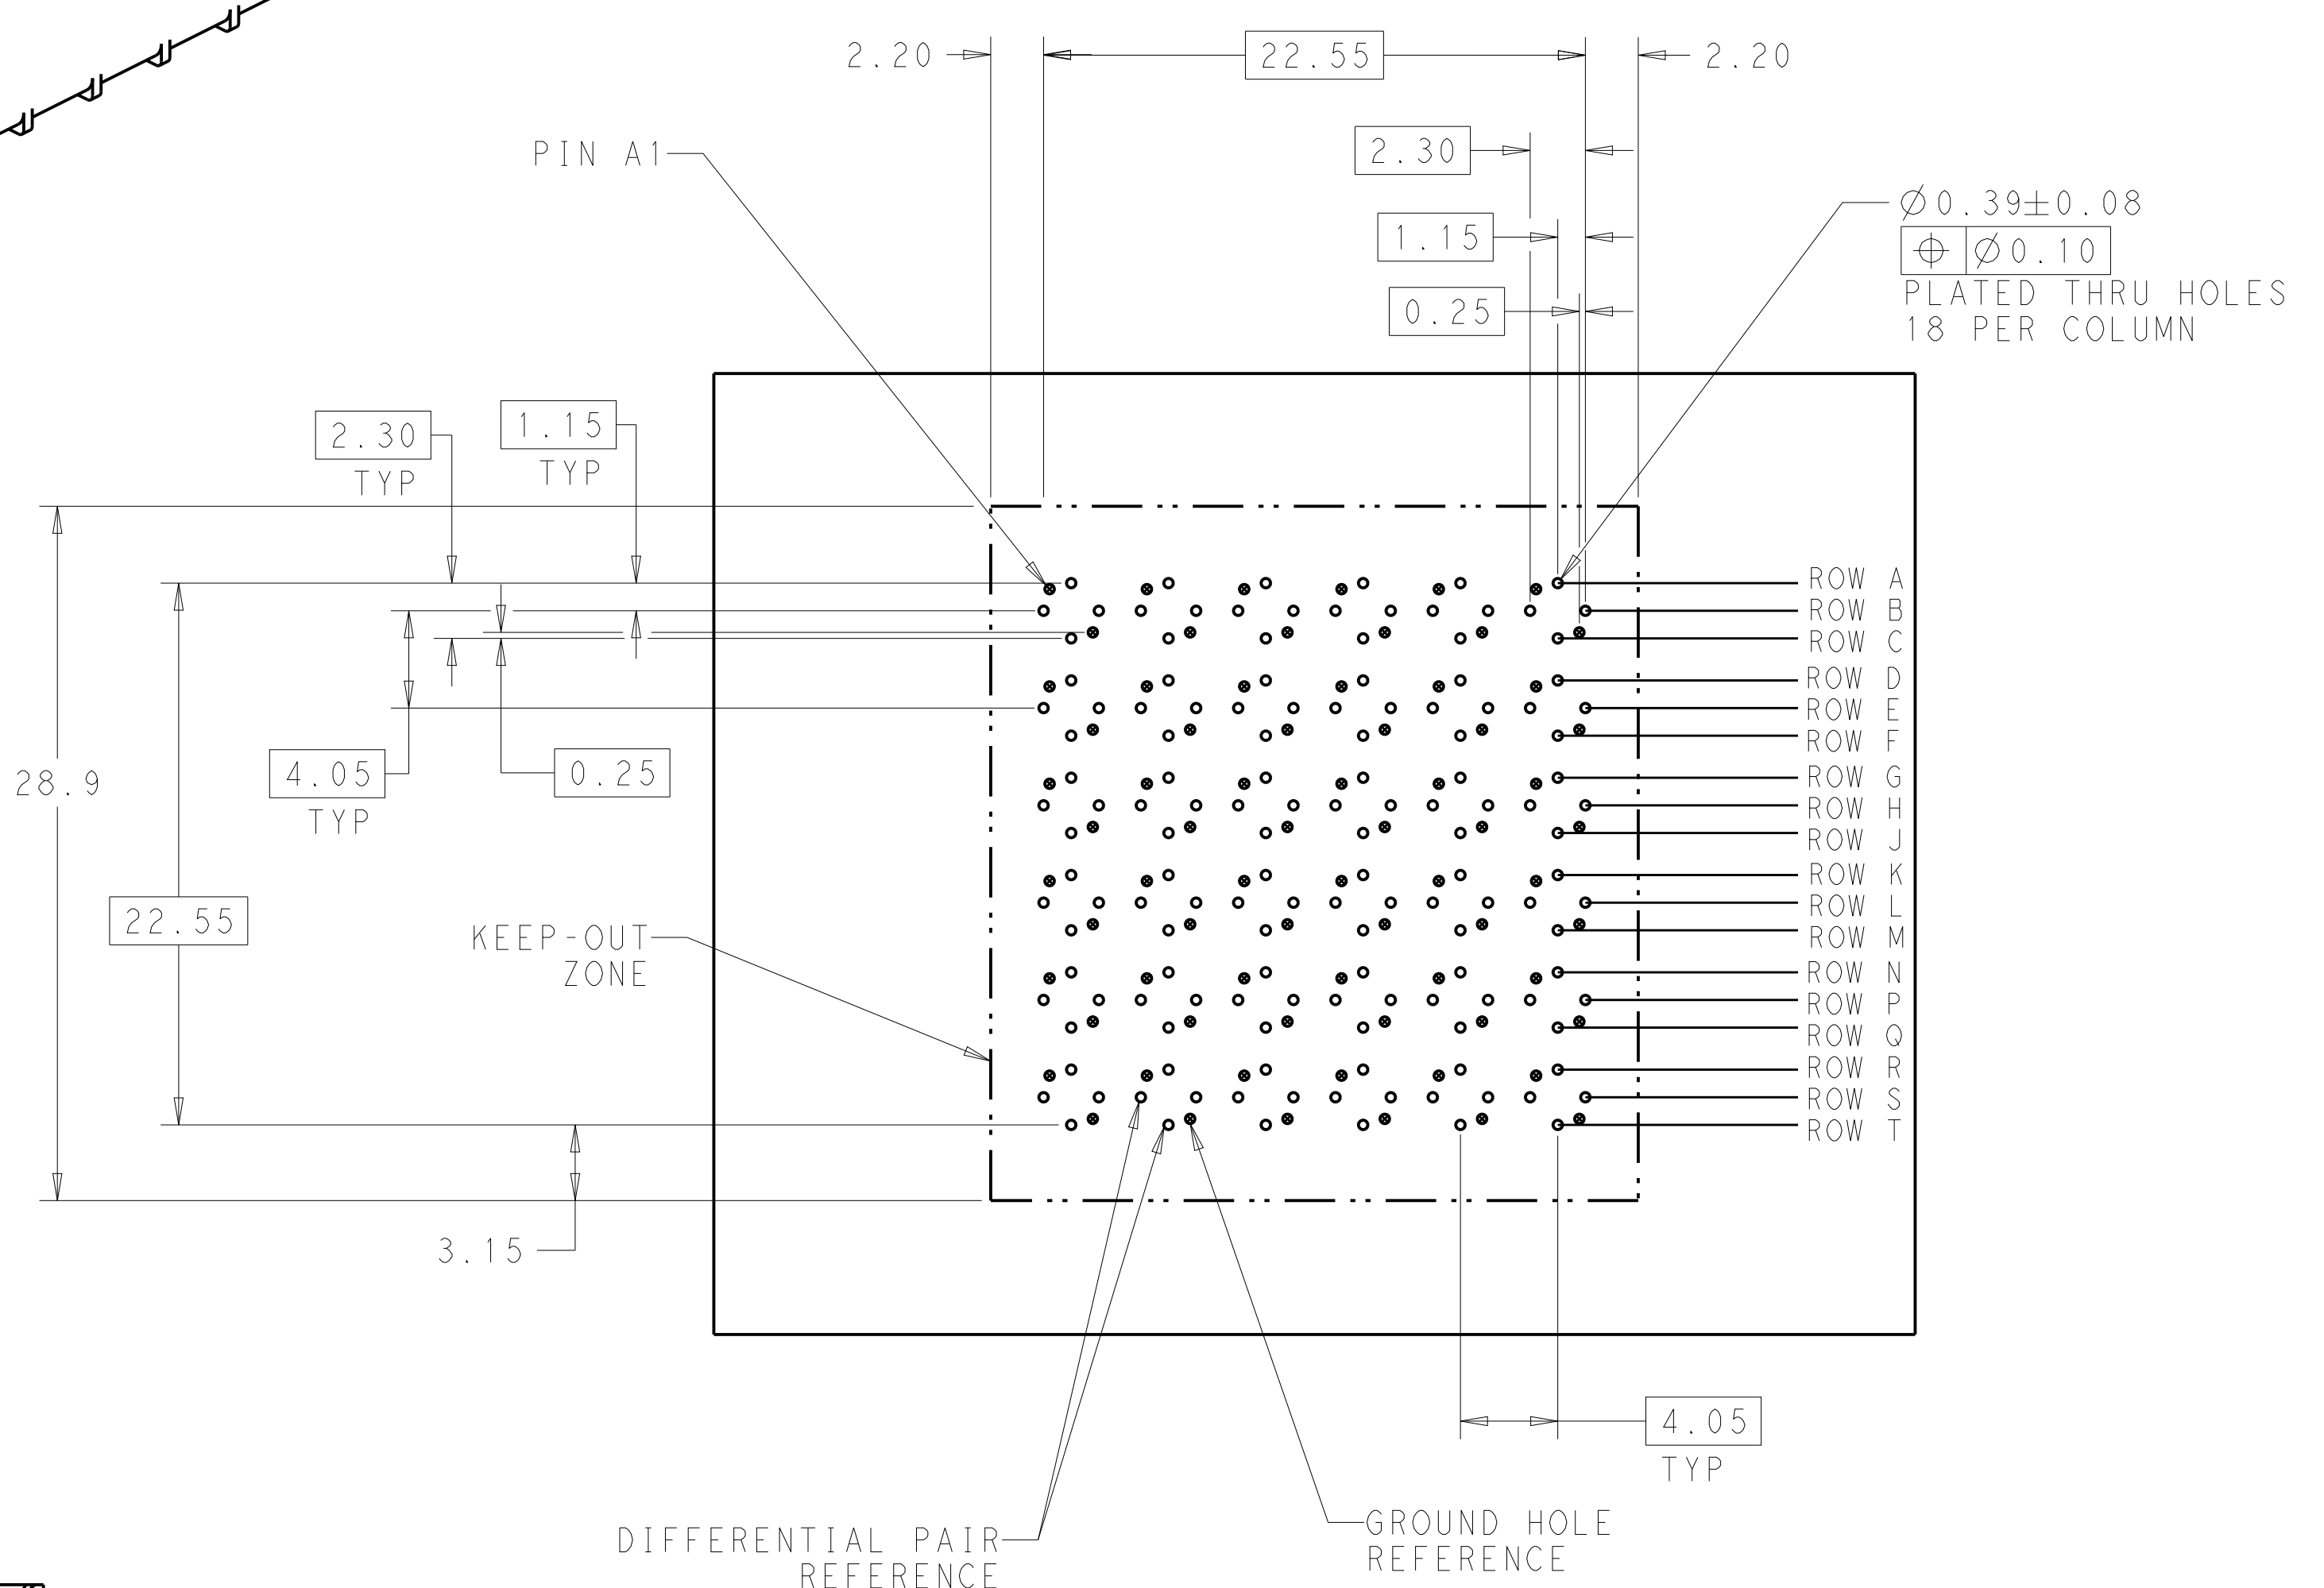 2.20
22.55
2.20
PIN A1
2.30
1.15
0.25
Ø0.39±0.08
⌖ Ø0.10
PLATED THRU HOLES
18 PER COLUMN
2.30
TYP
1.15
TYP
28.9
4.05
TYP
0.25
22.55
KEEP-OUT
ZONE
3.15
ROW A
ROW B
ROW C
ROW D
ROW E
ROW F
ROW G
ROW H
ROW J
ROW K
ROW L
ROW M
ROW N
ROW P
ROW Q
ROW R
ROW S
ROW T
4.05
TYP
DIFFERENTIAL PAIR
REFERENCE
GROUND HOLE
REFERENCE